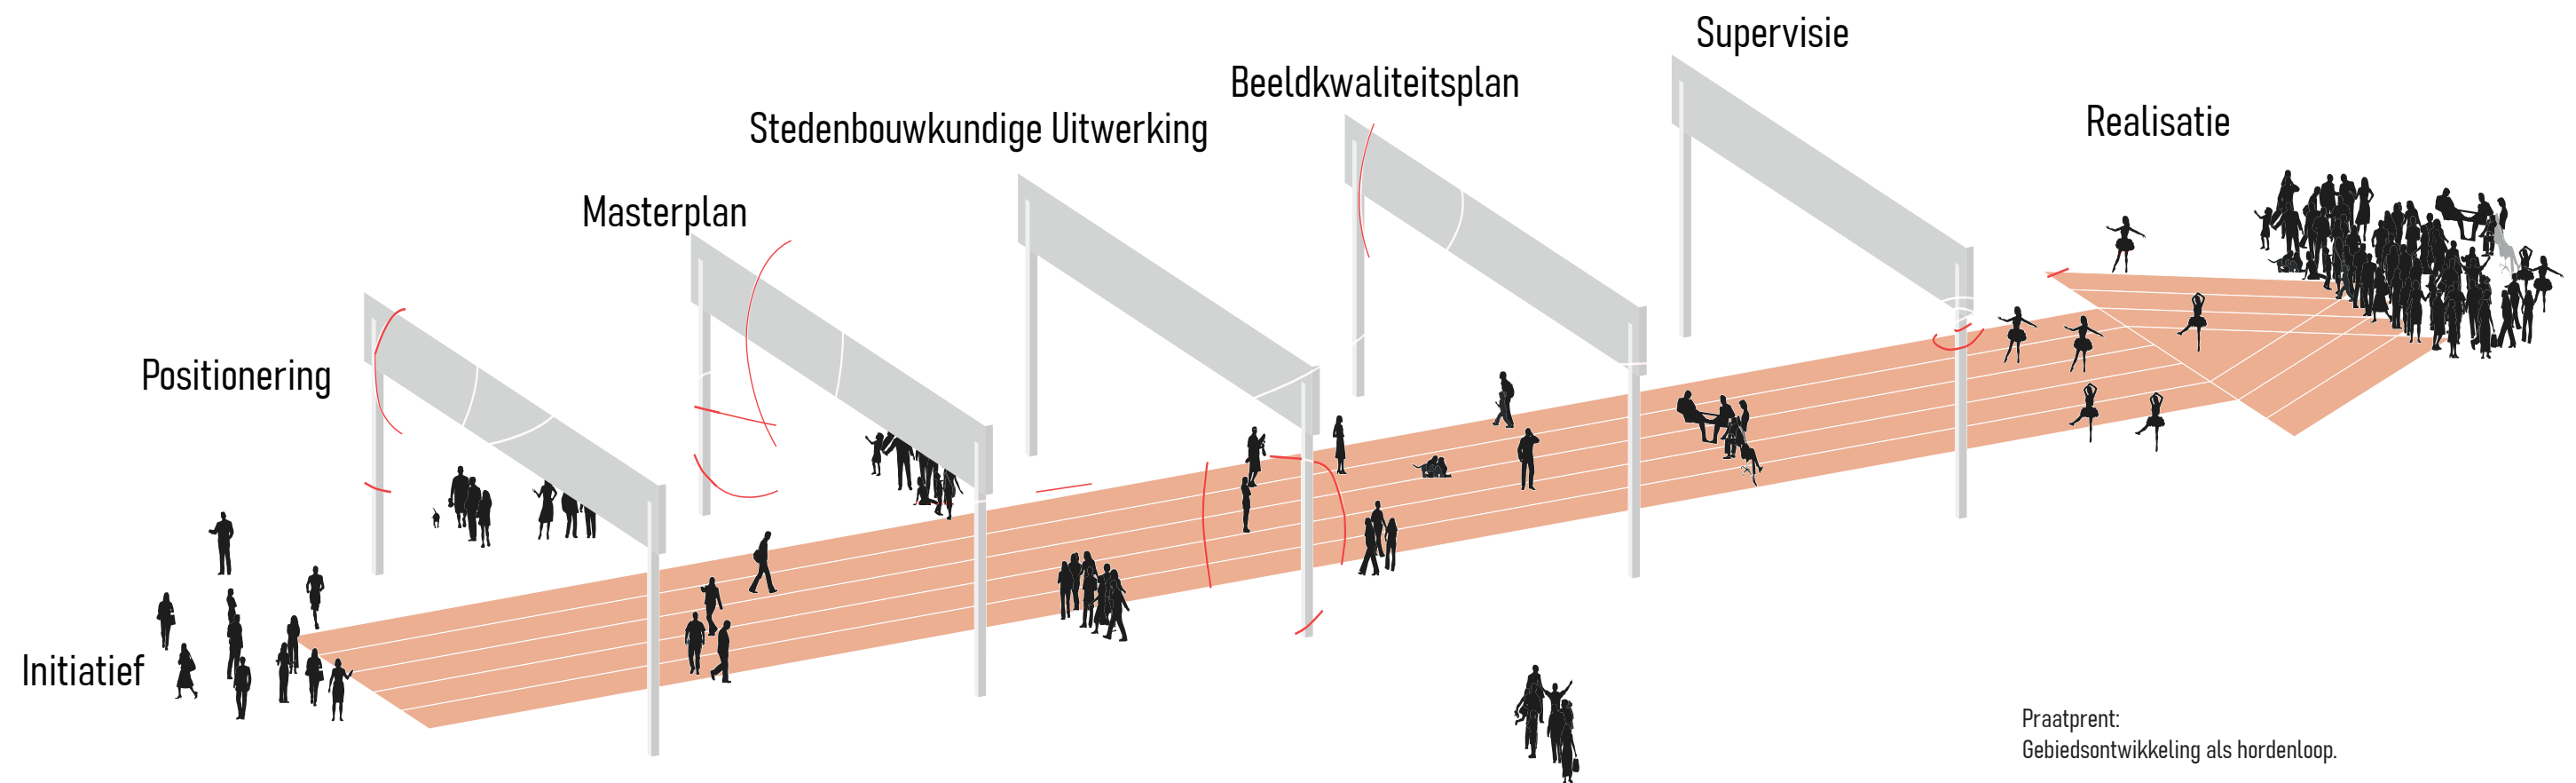 Initiatief
Positionering
Masterplan
Stedenbouwkundige Uitwerking
Beeldkwaliteitsplan
Supervisie
Realisatie
Praatprent:
Gebiedsontwikkeling als hordenloop.